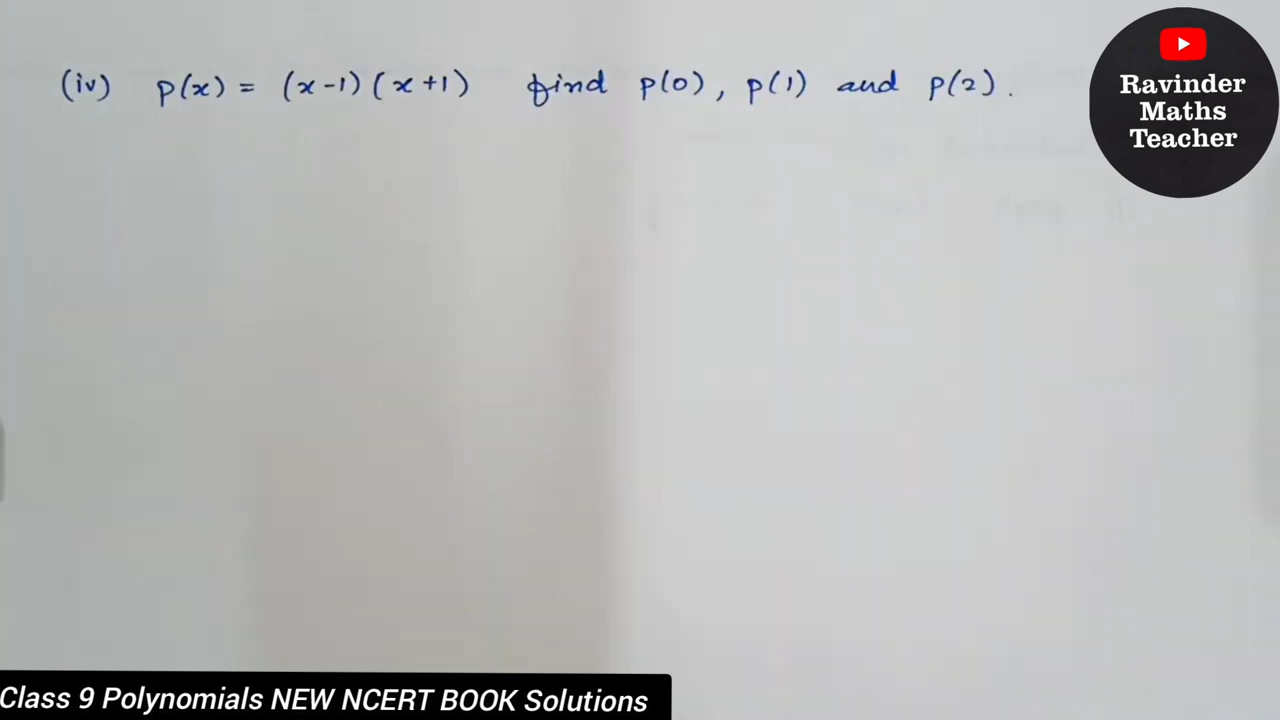 (iv) p(x) = (x-1)(x+1) find p(0), p(1) and p(2).
Ravinder
Maths
Teacher
Class 9 Polynomials NEW NCERT BOOK Solutions